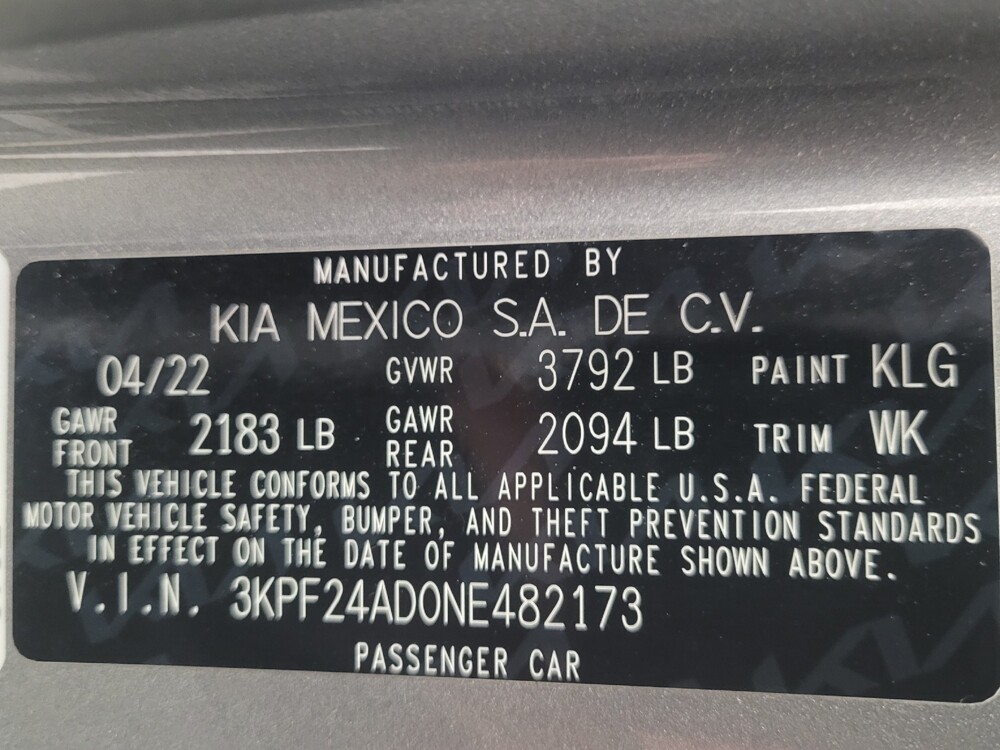 MANUFACTURED BY
KIA MEXICO S.A. DE C.V.
04/22 GVWR 3792 LB PAINT KLG
GAWR FRONT 2183 LB GAWR REAR 2094 LB TRIM WK
THIS VEHICLE CONFORMS TO ALL APPLICABLE U.S.A. FEDERAL
MOTOR VEHICLE SAFETY, BUMPER, AND THEFT PREVENTION STANDARDS
IN EFFECT ON THE DATE OF MANUFACTURE SHOWN ABOVE.
V.I.N. 3KPF24AD0NE482173
PASSENGER CAR